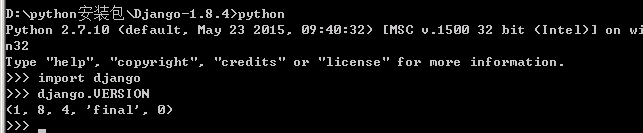 D:\python安装包\Django-1.8.4>python
Python 2.7.10 (default, May 23 2015, 09:40:32) [MSC v.1500 32 bit (Intel)] on wi
n32
Type "help", "copyright", "credits" or "license" for more information.
>>> import django
>>> django.VERSION
(1, 8, 4, 'final', 0)
>>> _